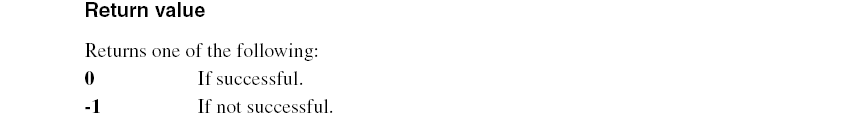 Return value
Returns one of the following:
0 If successful.
-1 If not successful.